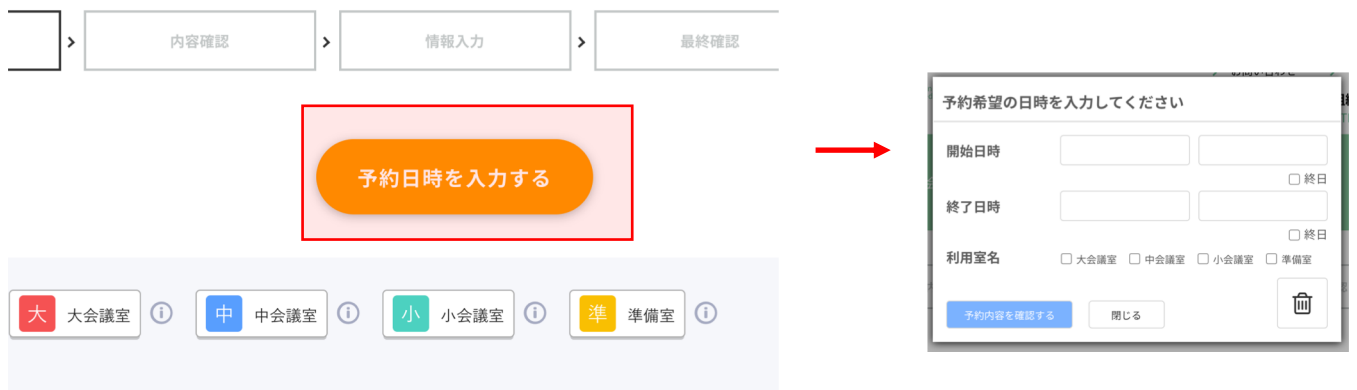 内容確認
情報入力
最終確認
予約日時を入力する
大 大会議室
中 中会議室
小 小会議室
準 準備室
予約希望の日時を入力してください
開始日時
終日
終了日時
終日
利用室名 大会議室 中会議室 小会議室 準備室
予約内容を確認する 閉じる